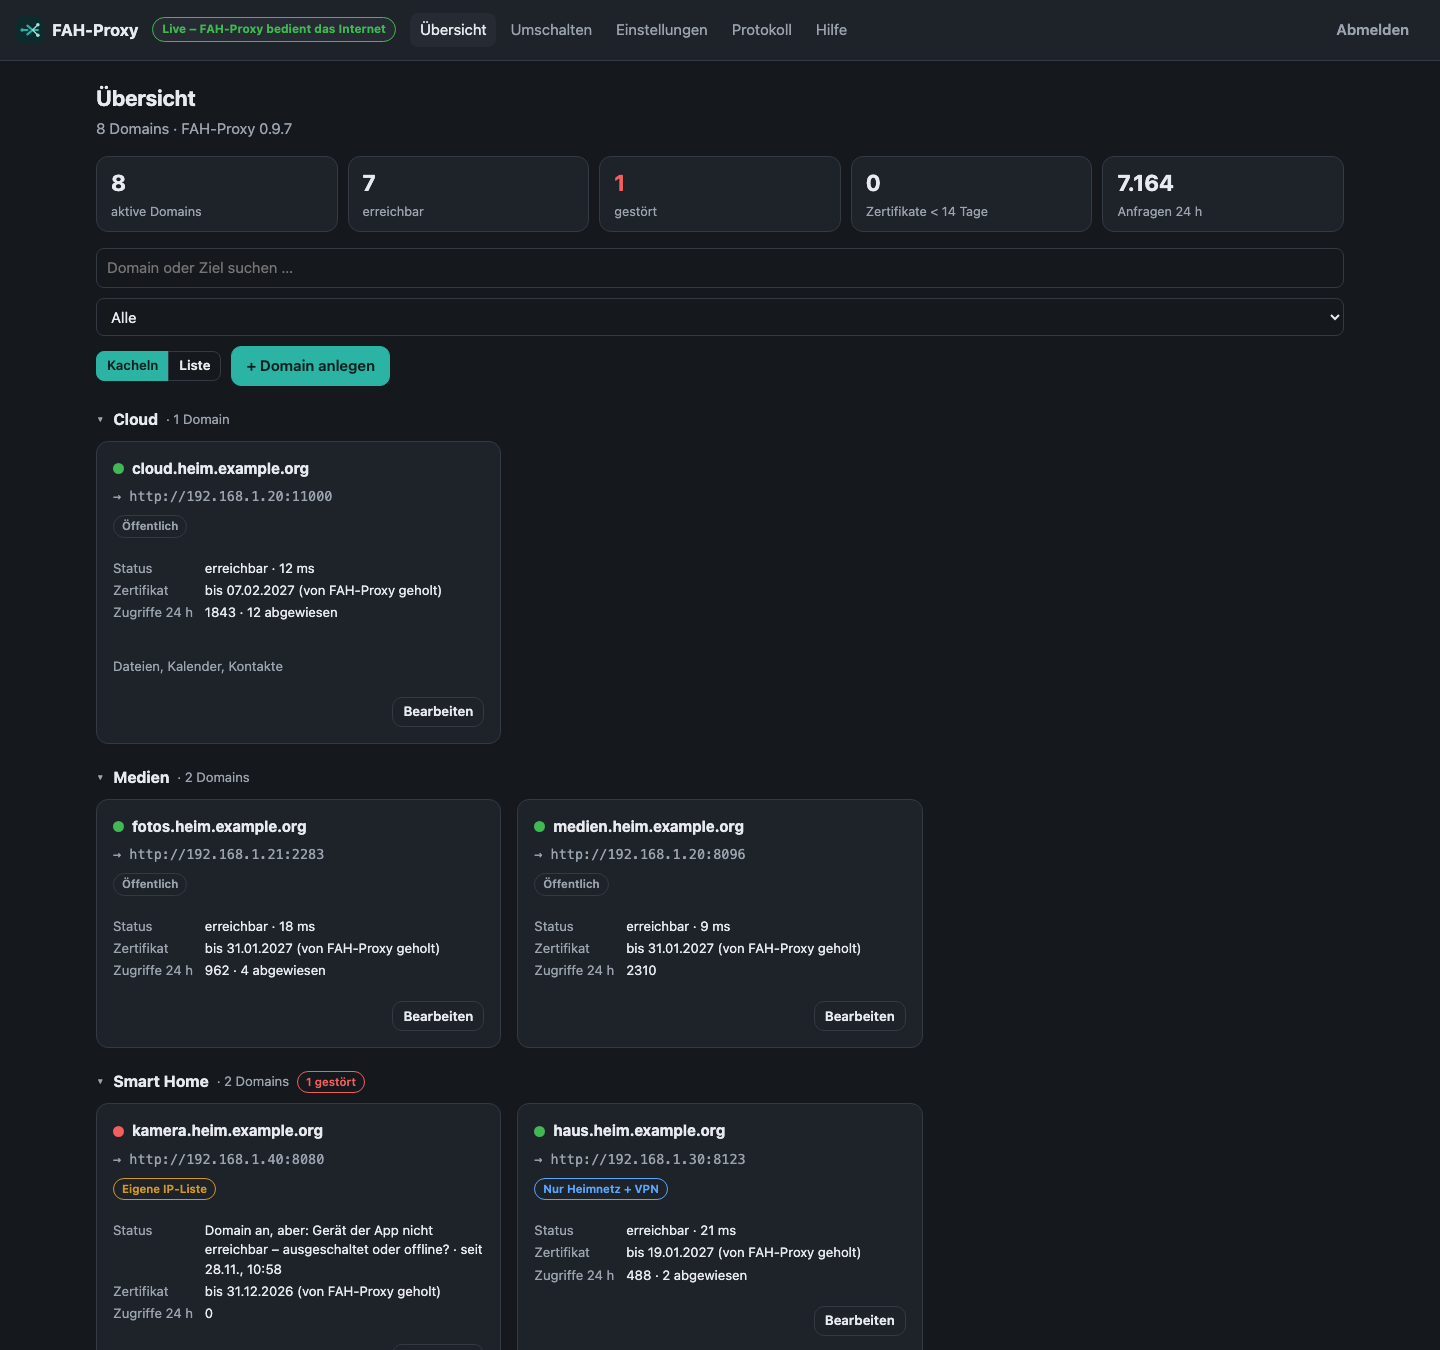 FAH-Proxy
Live – FAH-Proxy bedient das Internet
Übersicht
Umschalten
Einstellungen
Protokoll
Hilfe
Abmelden
Übersicht
8 Domains · FAH-Proxy 0.9.7
8
aktive Domains
7
erreichbar
1
gestört
0
Zertifikate < 14 Tage
7.164
Anfragen 24 h
Domain oder Ziel suchen ...
Alle
Kacheln
Liste
+ Domain anlegen
▾ Cloud · 1 Domain
cloud.heim.example.org
→ http://192.168.1.20:11000
Öffentlich
Status erreichbar · 12 ms
Zertifikat bis 07.02.2027 (von FAH-Proxy geholt)
Zugriffe 24 h 1843 · 12 abgewiesen
Dateien, Kalender, Kontakte
Bearbeiten
▾ Medien · 2 Domains
fotos.heim.example.org
→ http://192.168.1.21:2283
Öffentlich
Status erreichbar · 18 ms
Zertifikat bis 31.01.2027 (von FAH-Proxy geholt)
Zugriffe 24 h 962 · 4 abgewiesen
Bearbeiten
medien.heim.example.org
→ http://192.168.1.20:8096
Öffentlich
Status erreichbar · 9 ms
Zertifikat bis 31.01.2027 (von FAH-Proxy geholt)
Zugriffe 24 h 2310
Bearbeiten
▾ Smart Home · 2 Domains 1 gestört
kamera.heim.example.org
→ http://192.168.1.40:8080
Eigene IP-Liste
Status Domain an, aber: Gerät der App nicht
erreichbar – ausgeschaltet oder offline? · seit
28.11., 10:58
Zertifikat bis 31.12.2026 (von FAH-Proxy geholt)
Zugriffe 24 h 0
haus.heim.example.org
→ http://192.168.1.30:8123
Nur Heimnetz + VPN
Status erreichbar · 21 ms
Zertifikat bis 19.01.2027 (von FAH-Proxy geholt)
Zugriffe 24 h 488 · 2 abgewiesen
Bearbeiten